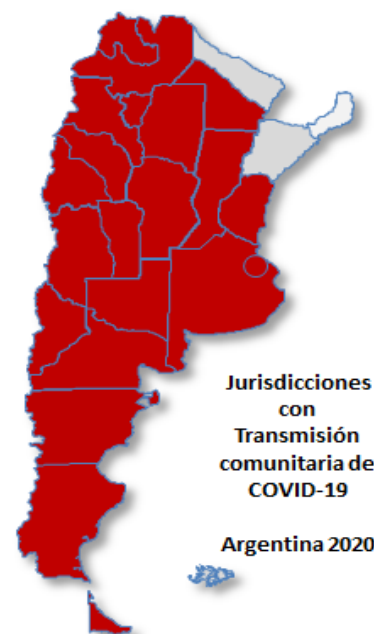 Jurisdicciones
con
Transmisión
comunitaria de
COVID-19
Argentina 2020